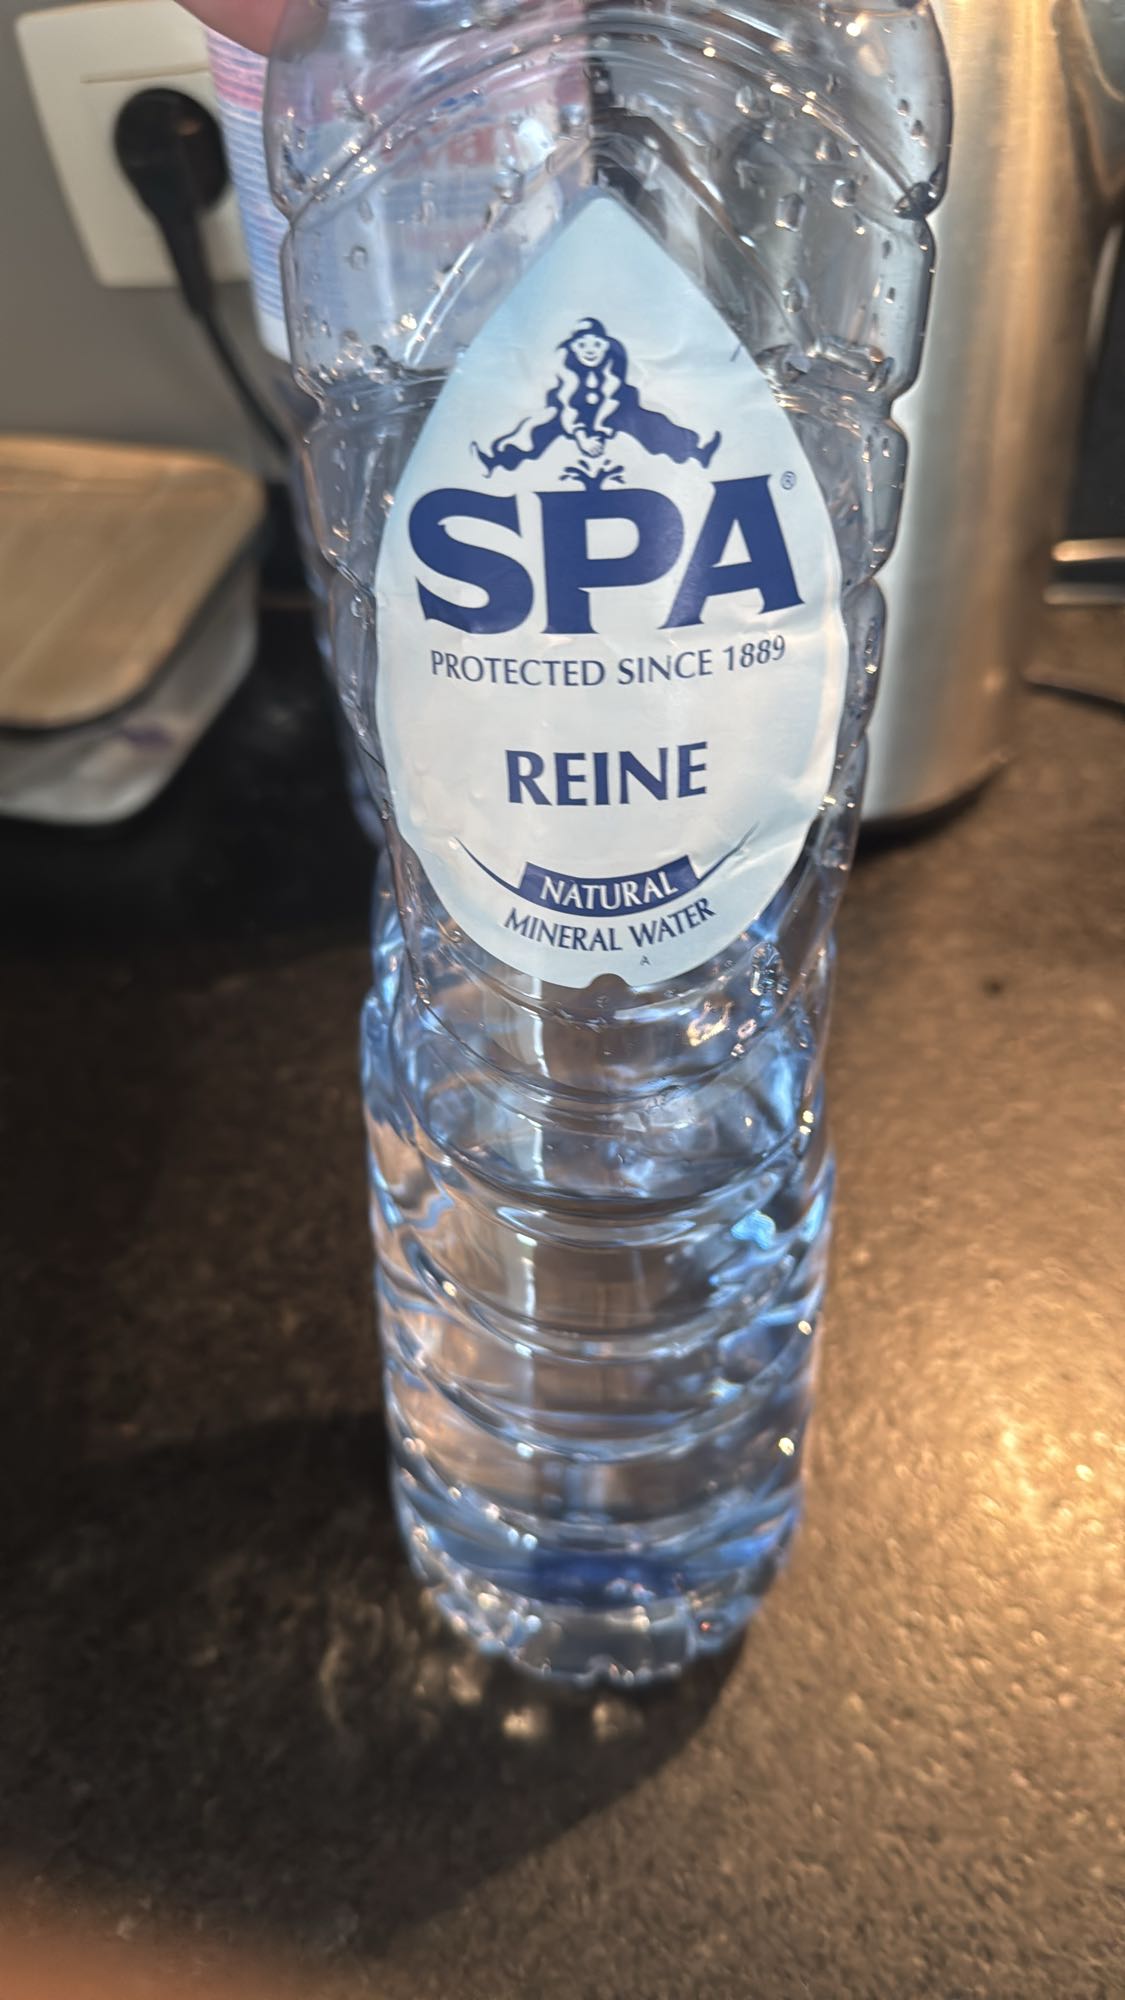 SPA®
PROTECTED SINCE 1889
REINE
NATURAL
MINERAL WATER
A